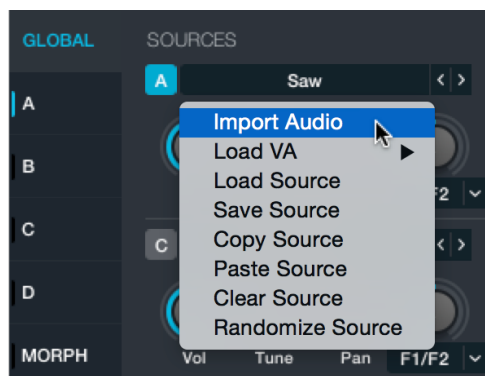 GLOBAL
SOURCES
A
A
Saw
< >
B
C
D
MORPH
Import Audio
Load VA
Load Source
Save Source
Copy Source
Paste Source
Clear Source
Randomize Source
F2
C
< >
Vol
Tune
Pan
F1/F2